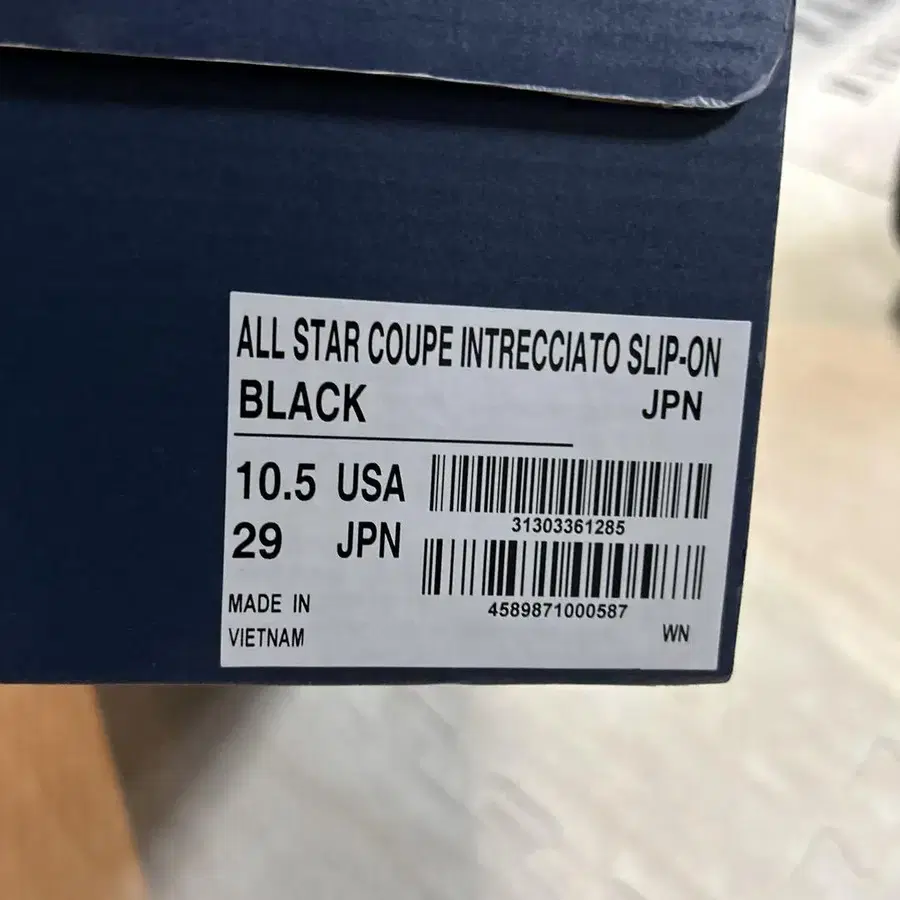 ALL STAR COUPE INTRECCIATO SLIP-ON
BLACK JPN
10.5 USA
31303361285
29 JPN
4589871000587
MADE IN
VIETNAM
WN